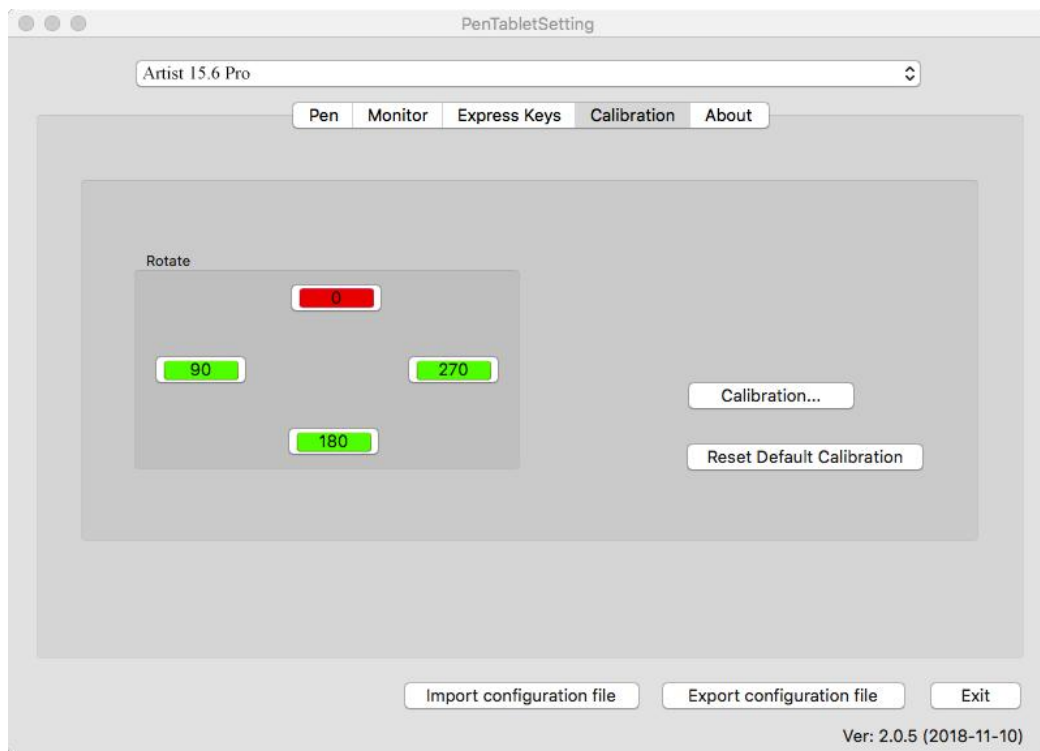 PenTabletSetting
Artist 15.6 Pro
Pen Monitor Express Keys Calibration About
Rotate
0
90 270
180
Calibration...
Reset Default Calibration
Import configuration file Export configuration file Exit
Ver: 2.0.5 (2018-11-10)